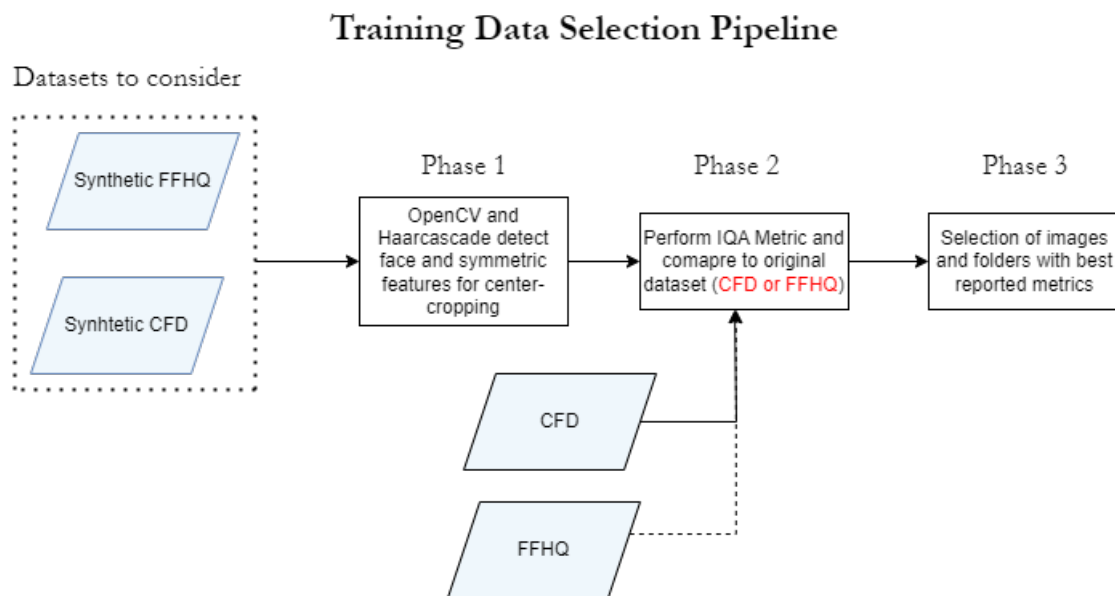 Training Data Selection Pipeline
Datasets to consider
Synthetic FFHQ
Synhtetic CFD
Phase 1
OpenCV and
Haarcascade detect
face and symmetric
features for center-
cropping
Phase 2
Perform IQA Metric and
comapre to original
dataset (CFD or FFHQ)
Phase 3
Selection of images
and folders with best
reported metrics
CFD
FFHQ